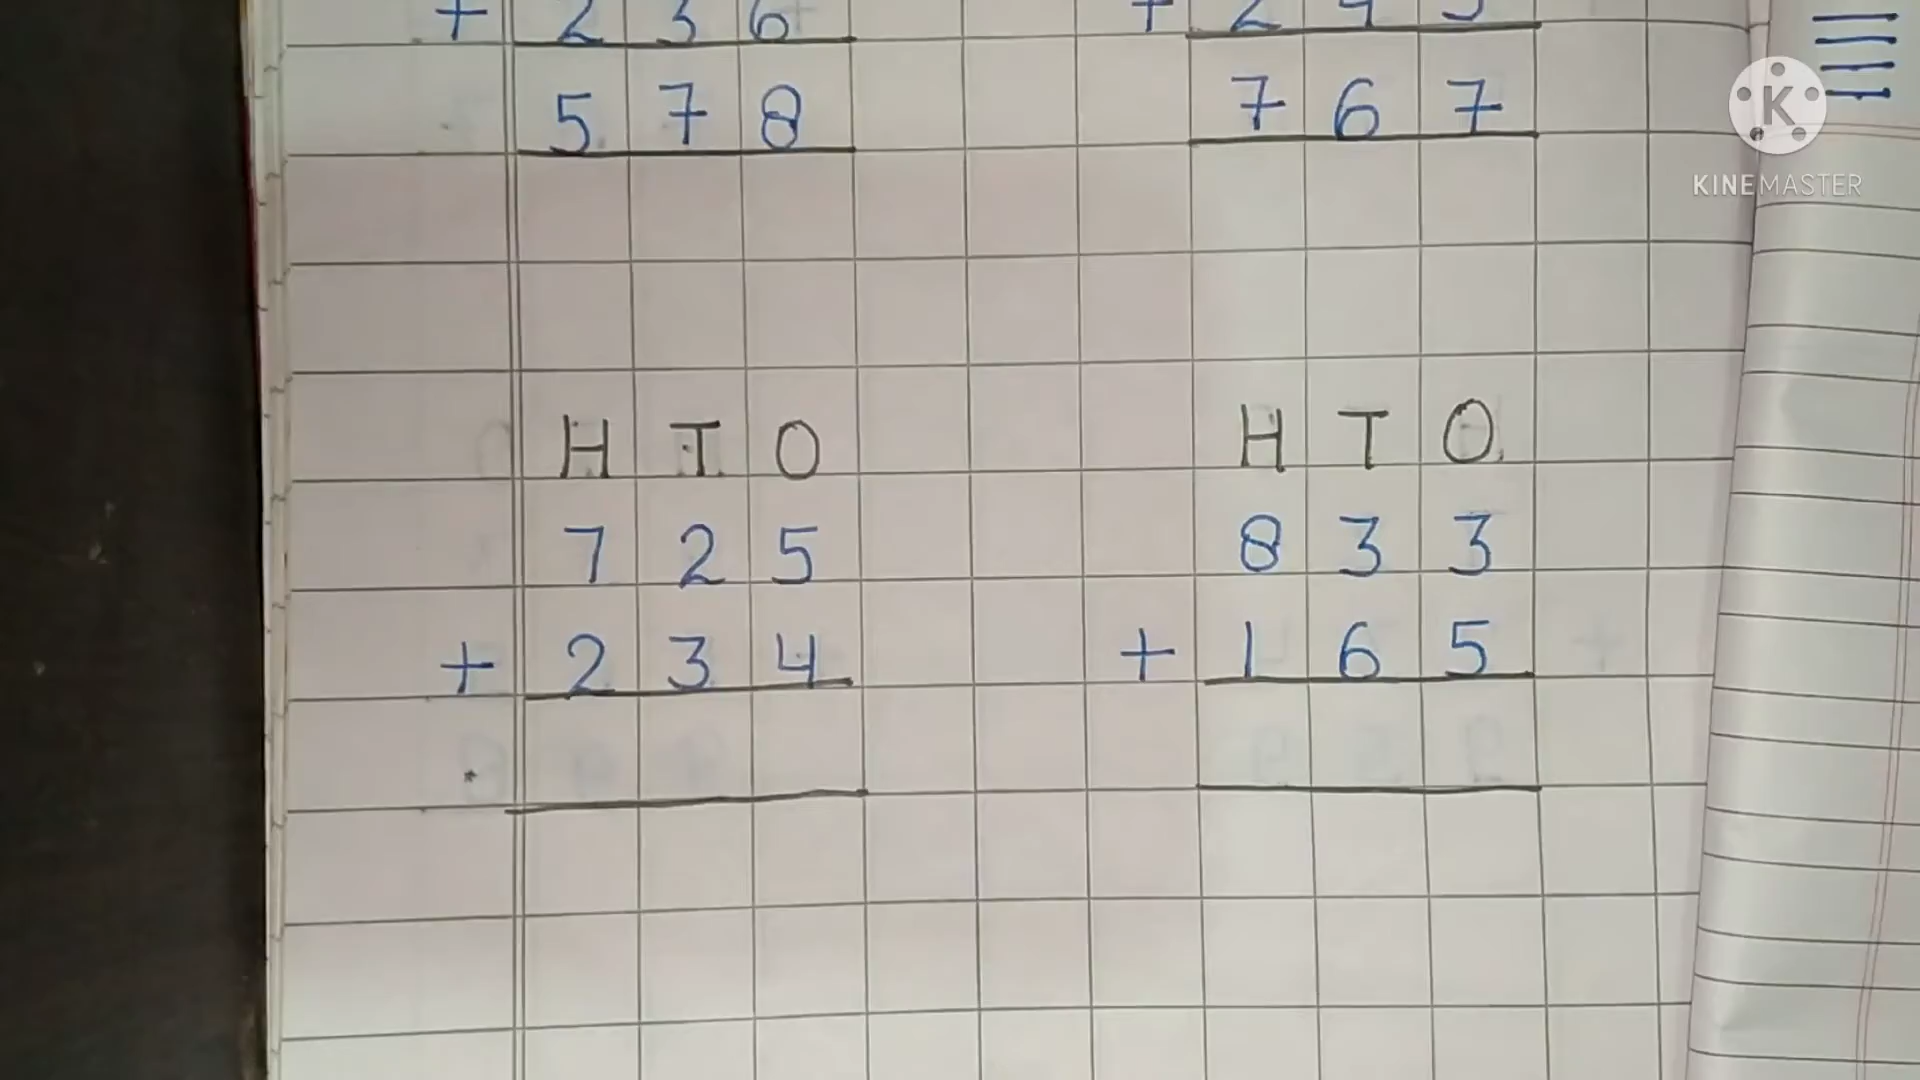 + 2 3 6
5 7 8
7 6 7
H T O
7 2 5
+ 2 3 4
H T O
8 3 3
+ 1 6 5
KINEMASTER